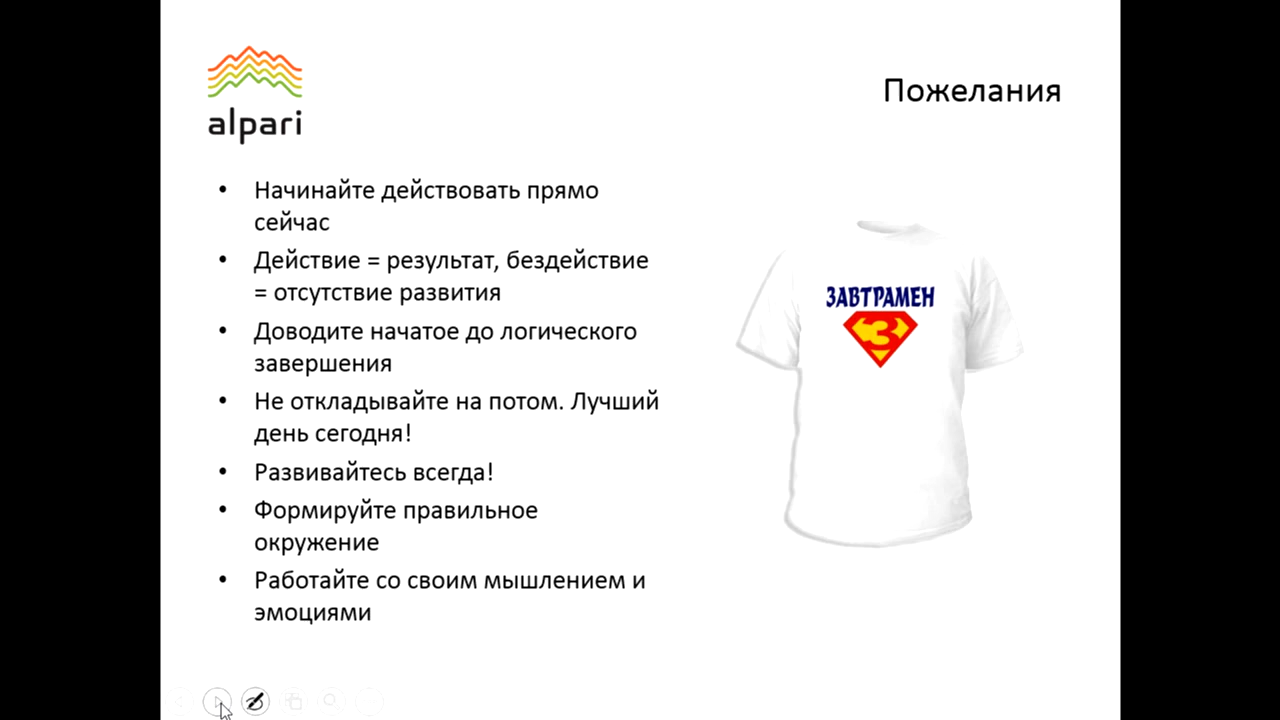 alpari
Пожелания
• Начинайте действовать прямо
сейчас
• Действие = результат, бездействие
= отсутствие развития
• Доводите начатое до логического
завершения
• Не откладывайте на потом. Лучший
день сегодня!
• Развивайтесь всегда!
• Формируйте правильное
окружение
• Работайте со своим мышлением и
эмоциями
ЗАВТРАМЕН
З